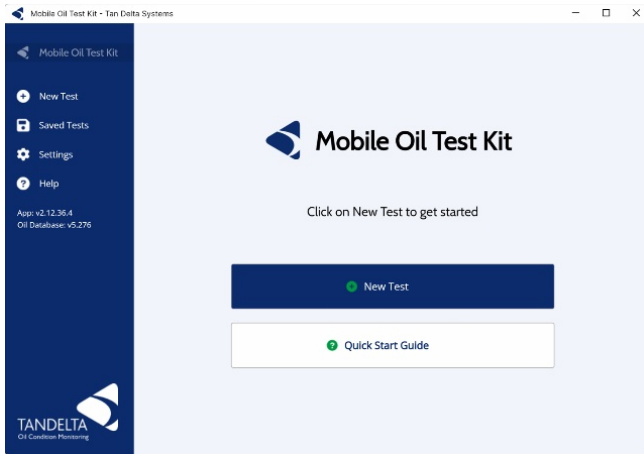 Mobile Oil Test Kit - Tan Delta Systems
Mobile Oil Test Kit
New Test
Saved Tests
Settings
Help
App: v2.12.36.4
Oil Database: v5.276
TANDELTA
Oil Condition Monitoring
Mobile Oil Test Kit
Click on New Test to get started
New Test
Quick Start Guide